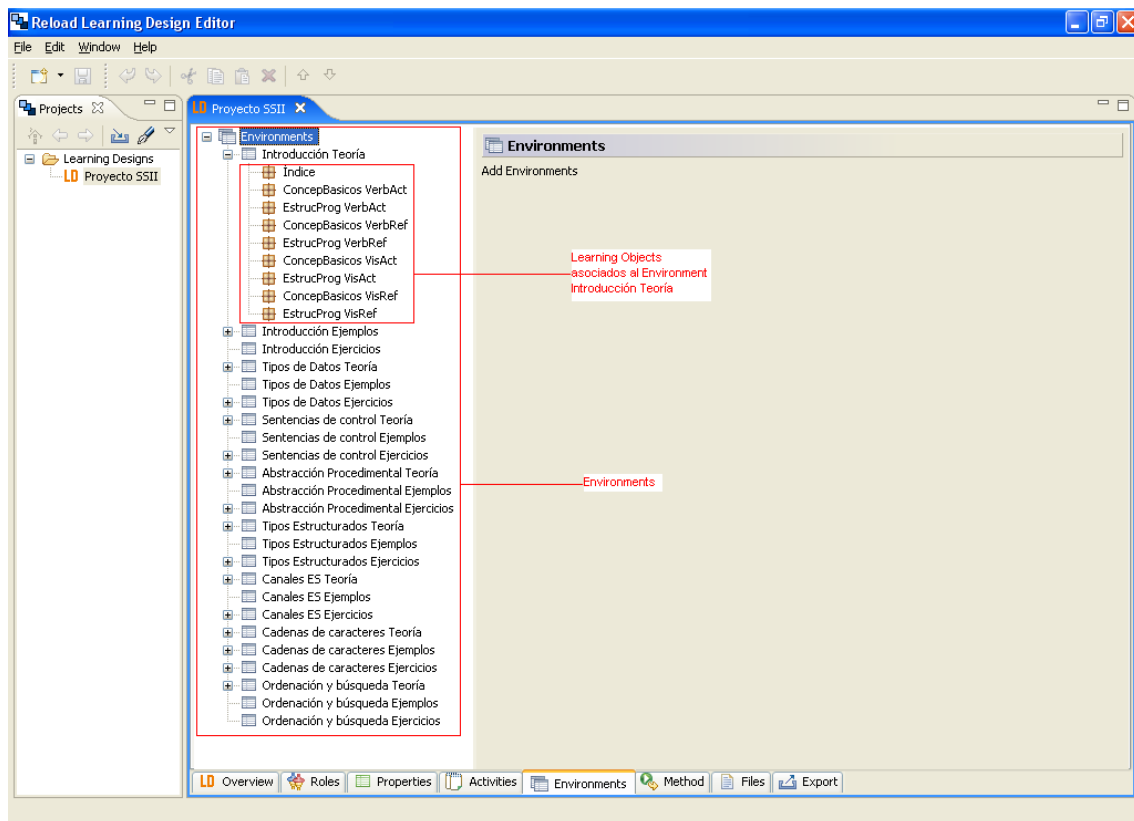 Reload Learning Design Editor
File Edit Window Help
Projects
Learning Designs
LD Proyecto SSII
LD Proyecto SSII
Environments
Introducción Teoría
Índice
ConcepBasicos VerbAct
EstrucProg VerbAct
ConcepBasicos VerbRef
EstrucProg VerbRef
ConcepBasicos VisAct
EstrucProg VisAct
ConcepBasicos VisRef
EstrucProg VisRef
Introducción Ejemplos
Introducción Ejercicios
Tipos de Datos Teoría
Tipos de Datos Ejemplos
Tipos de Datos Ejercicios
Sentencias de control Teoría
Sentencias de control Ejemplos
Sentencias de control Ejercicios
Abstracción Procedimental Teoría
Abstracción Procedimental Ejemplos
Abstracción Procedimental Ejercicios
Tipos Estructurados Teoría
Tipos Estructurados Ejemplos
Tipos Estructurados Ejercicios
Canales ES Teoría
Canales ES Ejemplos
Canales ES Ejercicios
Cadenas de caracteres Teoría
Cadenas de caracteres Ejemplos
Cadenas de caracteres Ejercicios
Ordenación y búsqueda Teoría
Ordenación y búsqueda Ejemplos
Ordenación y búsqueda Ejercicios
Environments
Add Environments
Learning Objects
asociados al Environment
Introducción Teoría
Environments
LD Overview Roles Properties Activities Environments Method Files Export